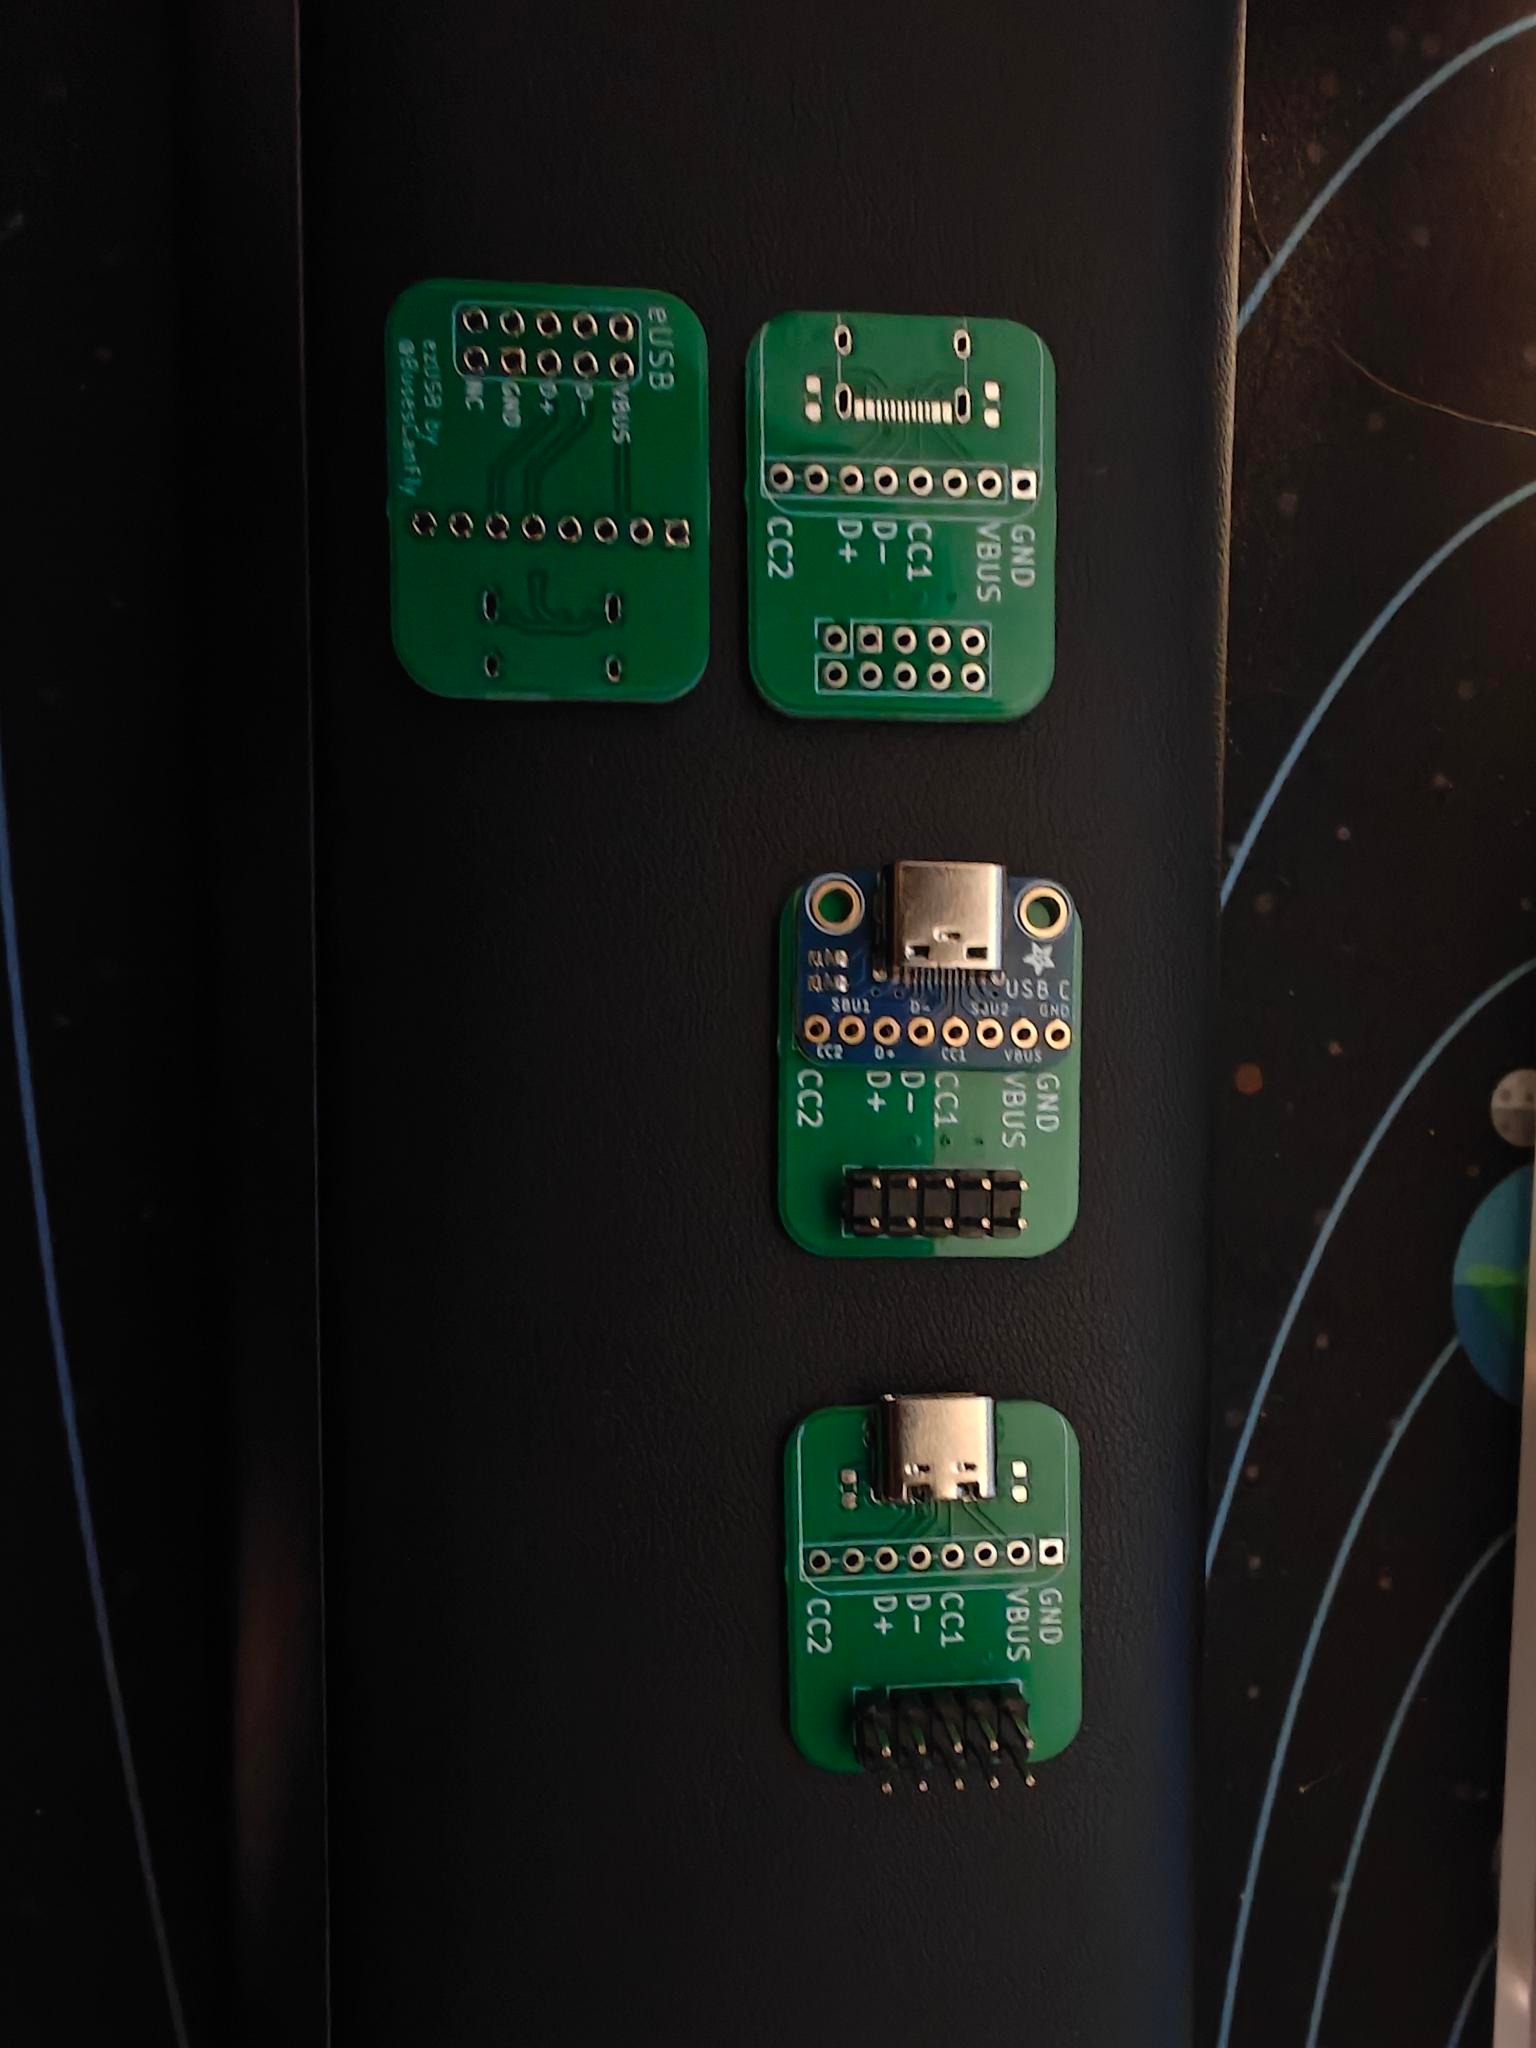 eUSB
VBUS
D-
D+
GND
NC
ezUSB by
GND
VBUS
CC1
D-
D+
CC2
USB C
SBU1
D-
SBU2
GND
CC2
D+
CC1
VBUS
GND
VBUS
CC1
D-
D+
CC2
GND
VBUS
CC1
D-
D+
CC2